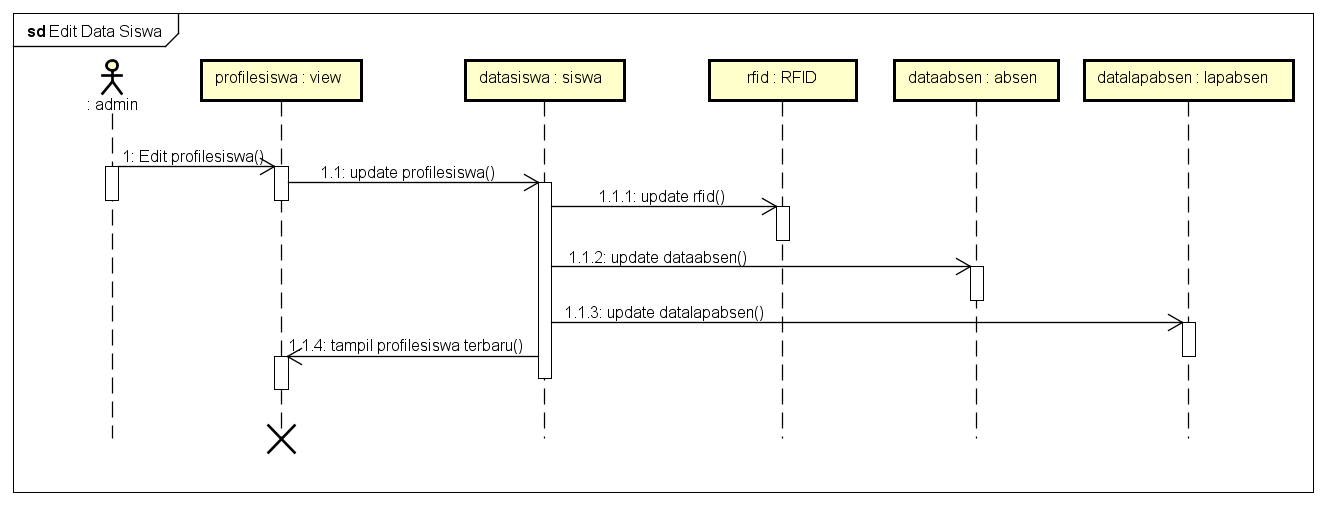 sd Edit Data Siswa
: admin
profilesiswa : view
datasiswa : siswa
rfid : RFID
dataabsen : absen
datalapabsen : lapabsen
1: Edit profilesiswa()
1.1: update profilesiswa()
1.1.1: update rfid()
1.1.2: update dataabsen()
1.1.3: update datalapabsen()
1.1.4: tampil profilesiswa terbaru()